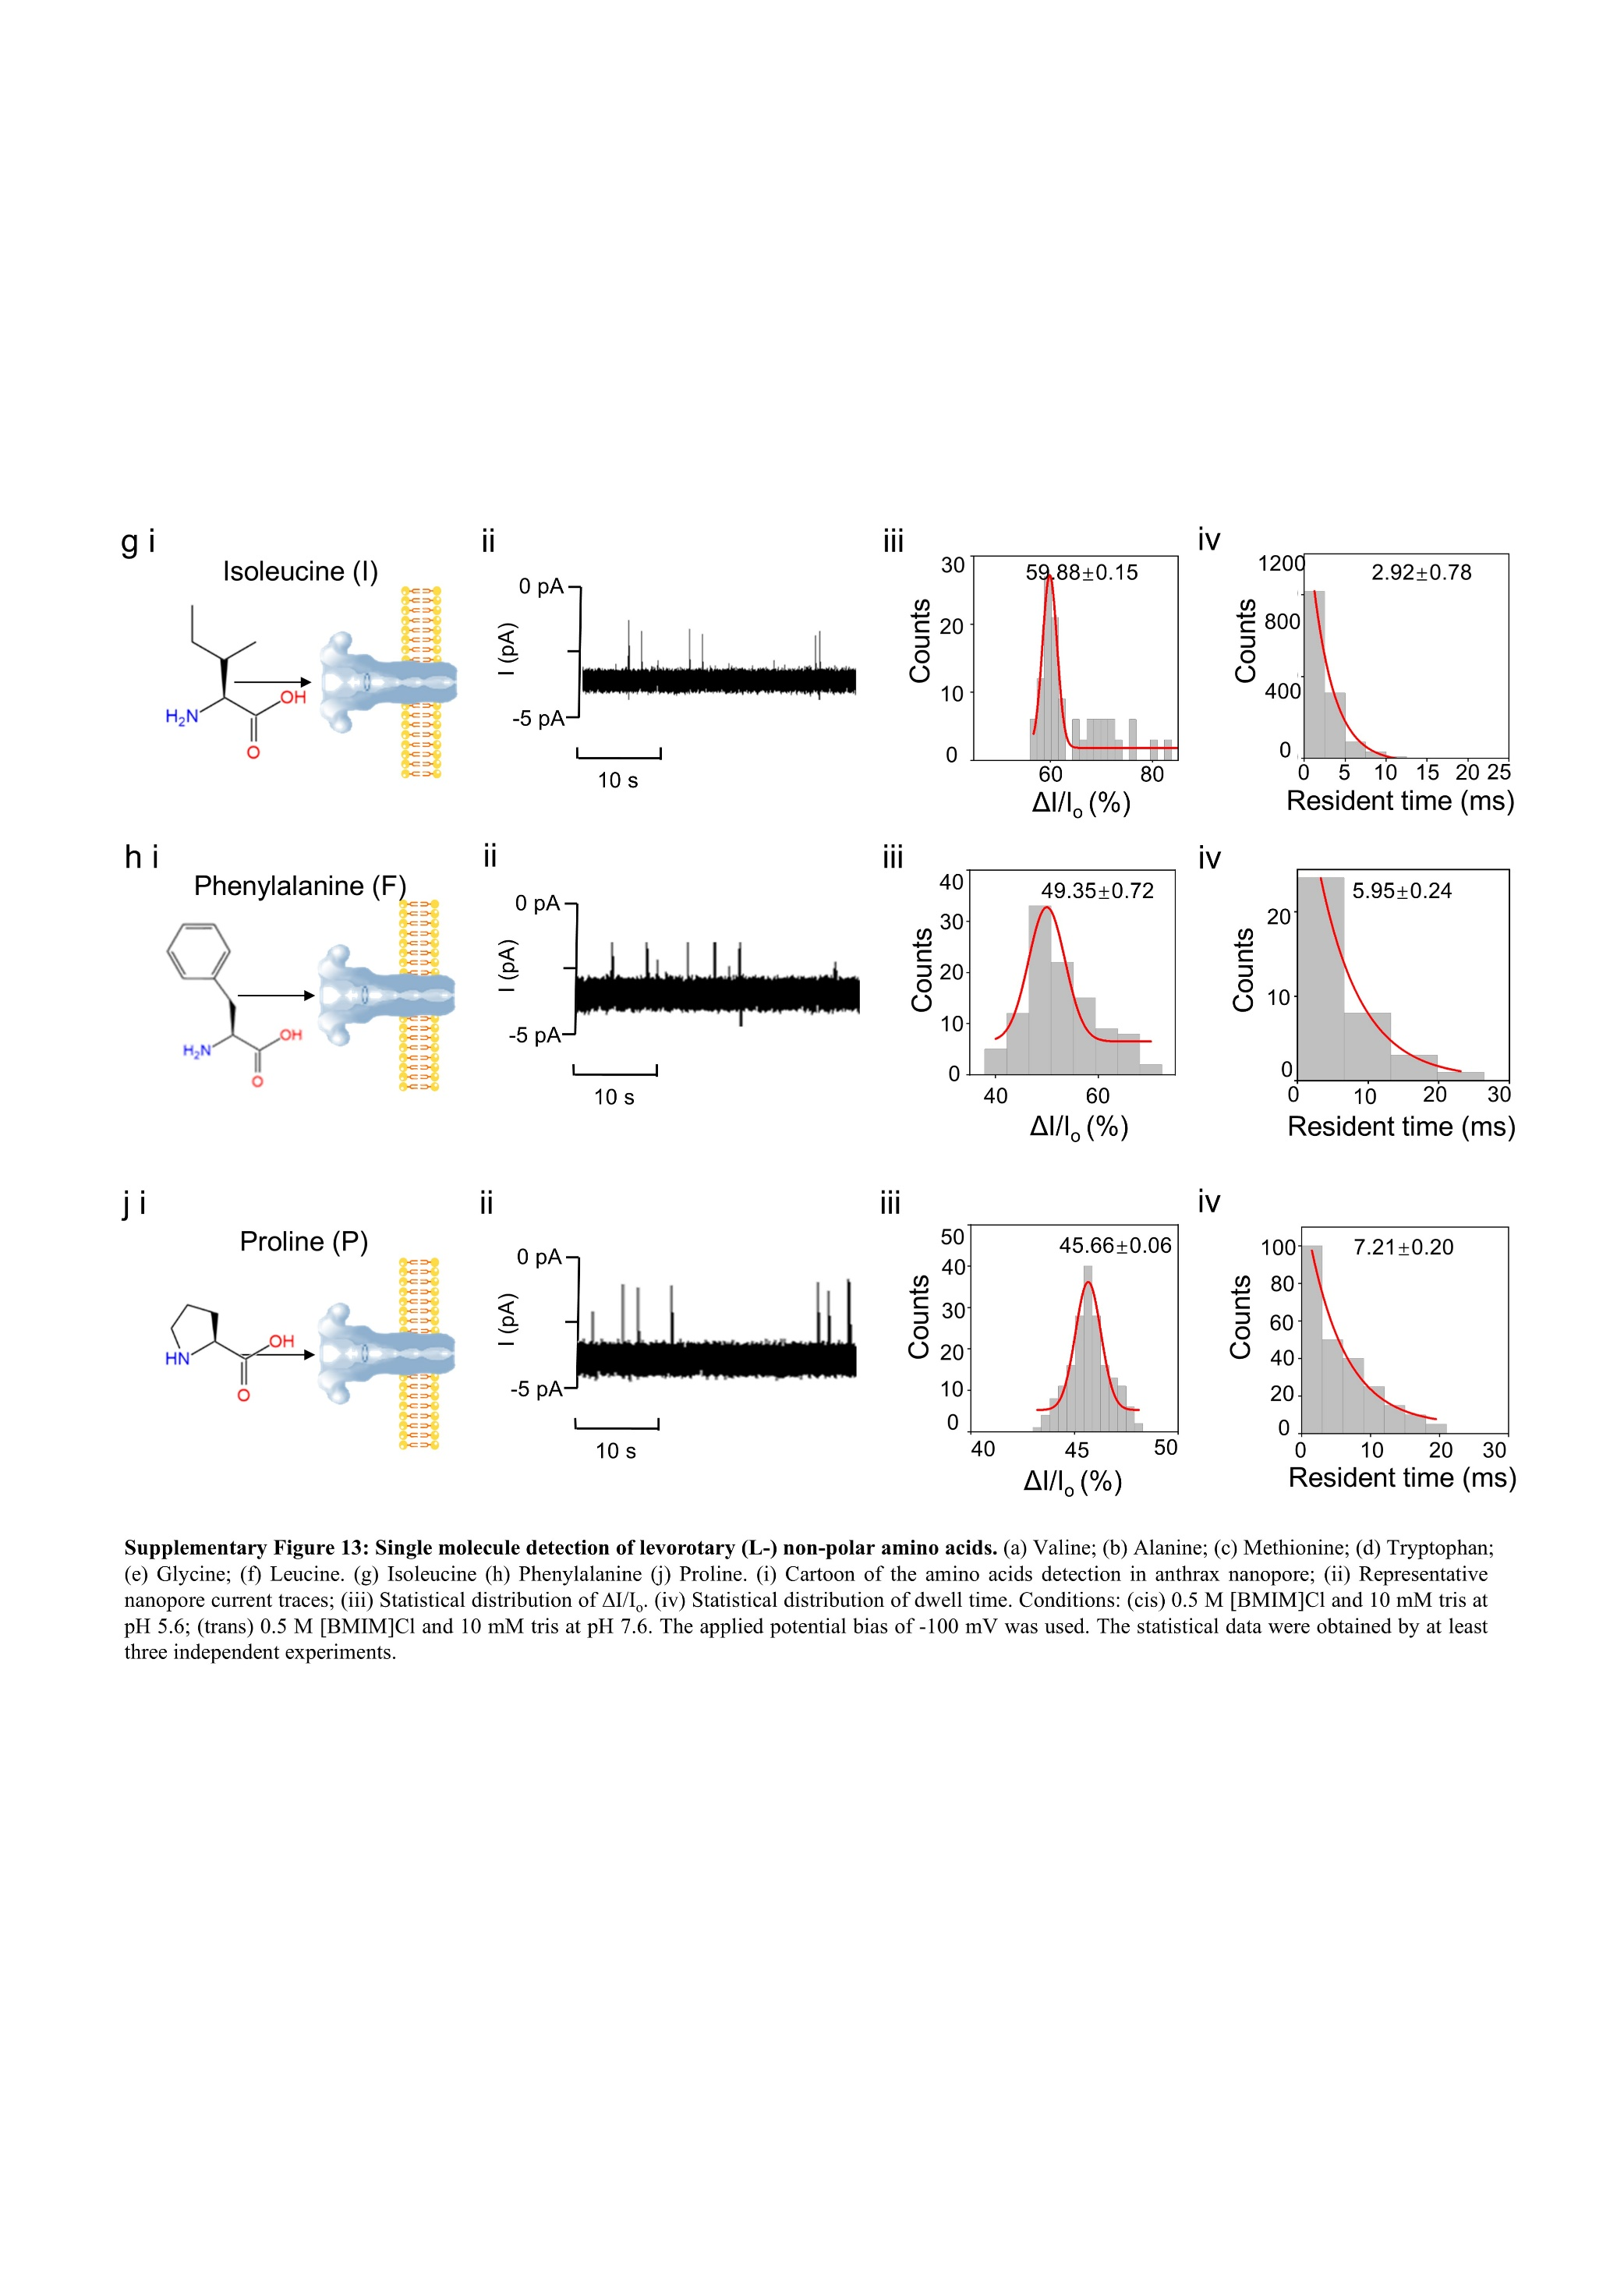 g i
ii
iii
iv
Isoleucine (I)
H₂N
OH
O
0 pA
I (pA)
-5 pA
10 s
30
20
10
0
Counts
59.88±0.15
60
80
ΔI/Iₒ (%)
1200
800
400
0
Counts
2.92±0.78
0
5
10
15
20
25
Resident time (ms)
h i
ii
iii
iv
Phenylalanine (F)
H₂N
OH
O
0 pA
I (pA)
-5 pA
10 s
40
30
20
10
0
Counts
49.35±0.72
40
60
ΔI/Iₒ (%)
20
10
0
Counts
5.95±0.24
0
10
20
30
Resident time (ms)
j i
ii
iii
iv
Proline (P)
HN
OH
O
0 pA
I (pA)
-5 pA
10 s
50
40
30
20
10
0
Counts
45.66±0.06
40
45
50
ΔI/Iₒ (%)
100
80
60
40
20
0
Counts
7.21±0.20
0
10
20
30
Resident time (ms)
Supplementary Figure 13: Single molecule detection of levorotary (L-) non-polar amino acids. (a) Valine; (b) Alanine; (c) Methionine; (d) Tryptophan;
(e) Glycine; (f) Leucine. (g) Isoleucine (h) Phenylalanine (j) Proline. (i) Cartoon of the amino acids detection in anthrax nanopore; (ii) Representative
nanopore current traces; (iii) Statistical distribution of ΔI/Iₒ. (iv) Statistical distribution of dwell time. Conditions: (cis) 0.5 M [BMIM]Cl and 10 mM tris at
pH 5.6; (trans) 0.5 M [BMIM]Cl and 10 mM tris at pH 7.6. The applied potential bias of -100 mV was used. The statistical data were obtained by at least
three independent experiments.